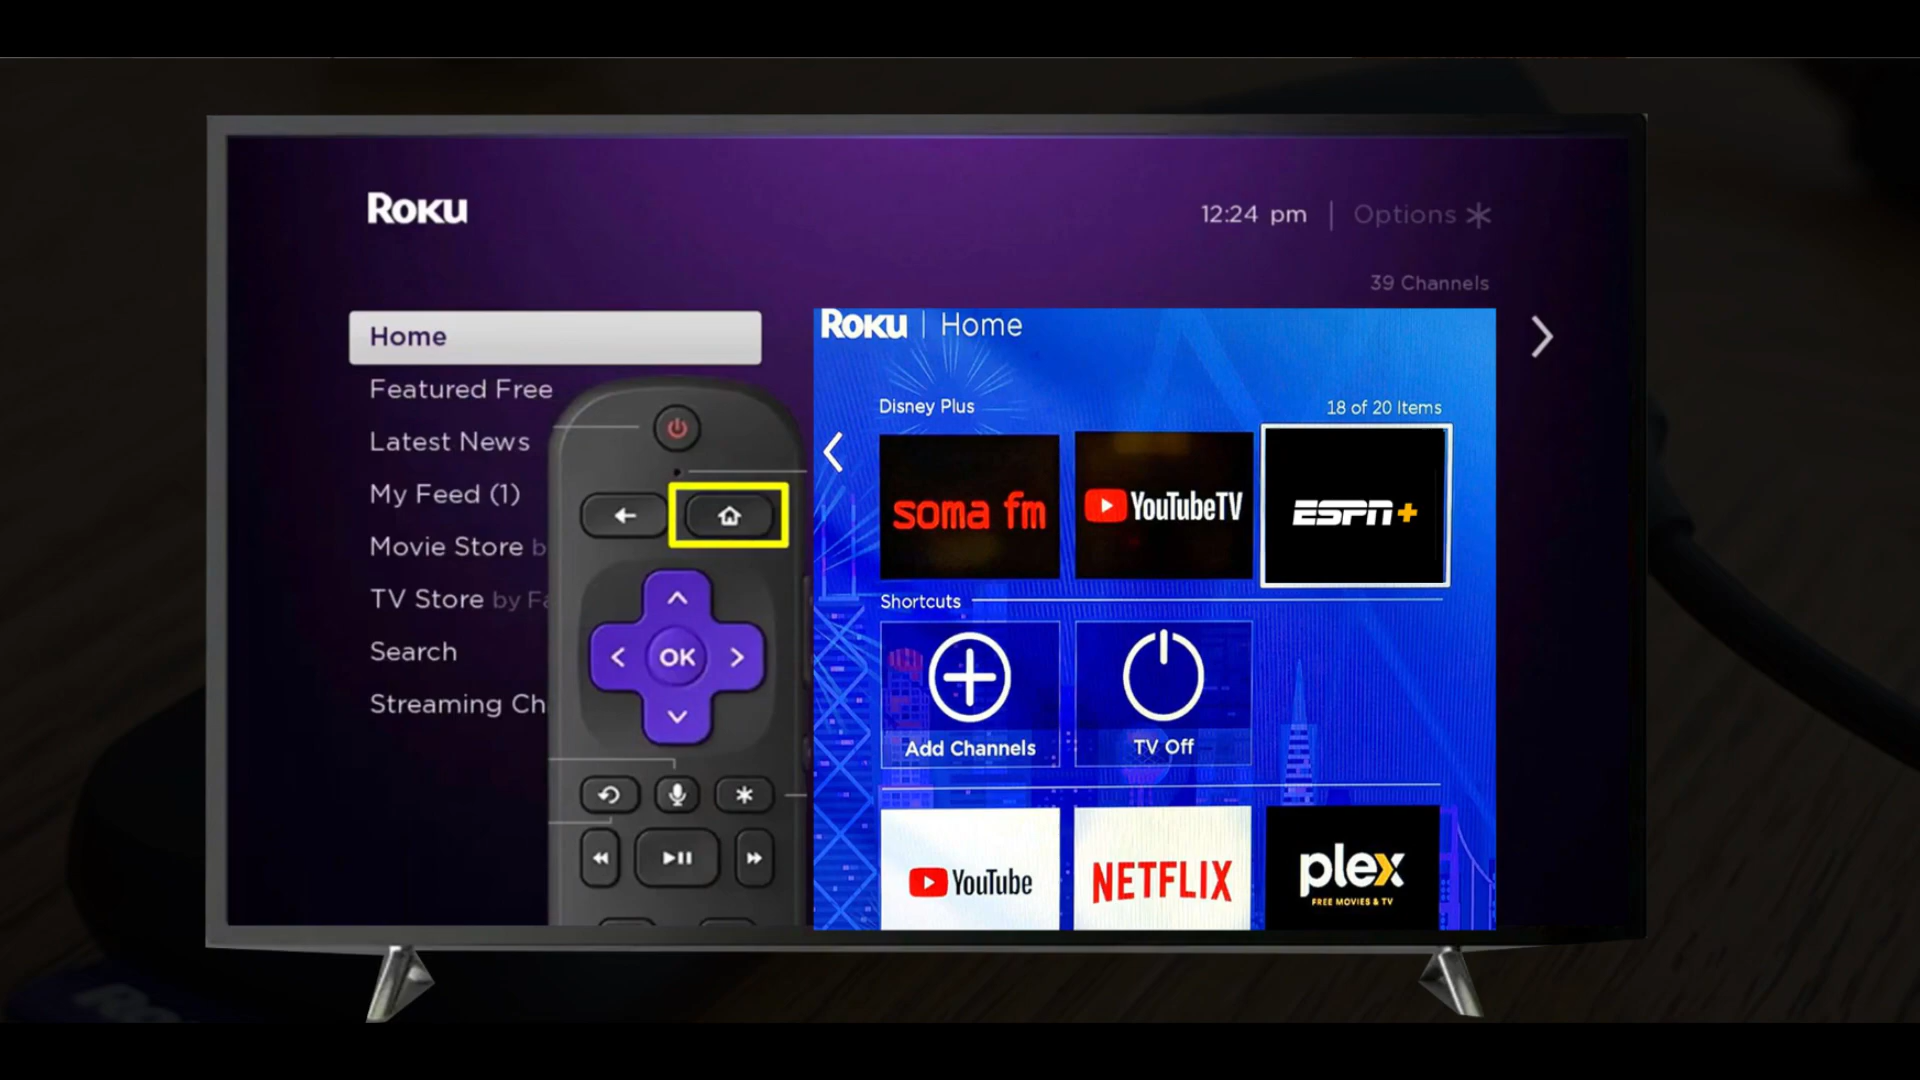 ROKU
12:24 pm | Options *
39 Channels
Home
Featured Free
Latest News
My Feed (1)
Movie Store b
TV Store by Fa
Search
Streaming Ch
OK
ROKU | Home
Disney Plus
18 of 20 Items
soma fm
YouTubeTV
ESPN+
Shortcuts
Add Channels
TV Off
YouTube
NETFLIX
plex
FREE MOVIES & TV